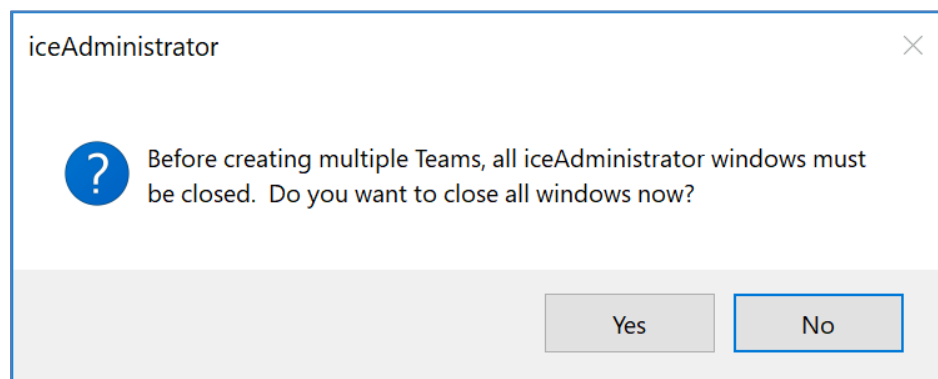 iceAdministrator
?
Before creating multiple Teams, all iceAdministrator windows must
be closed.  Do you want to close all windows now?
Yes
No